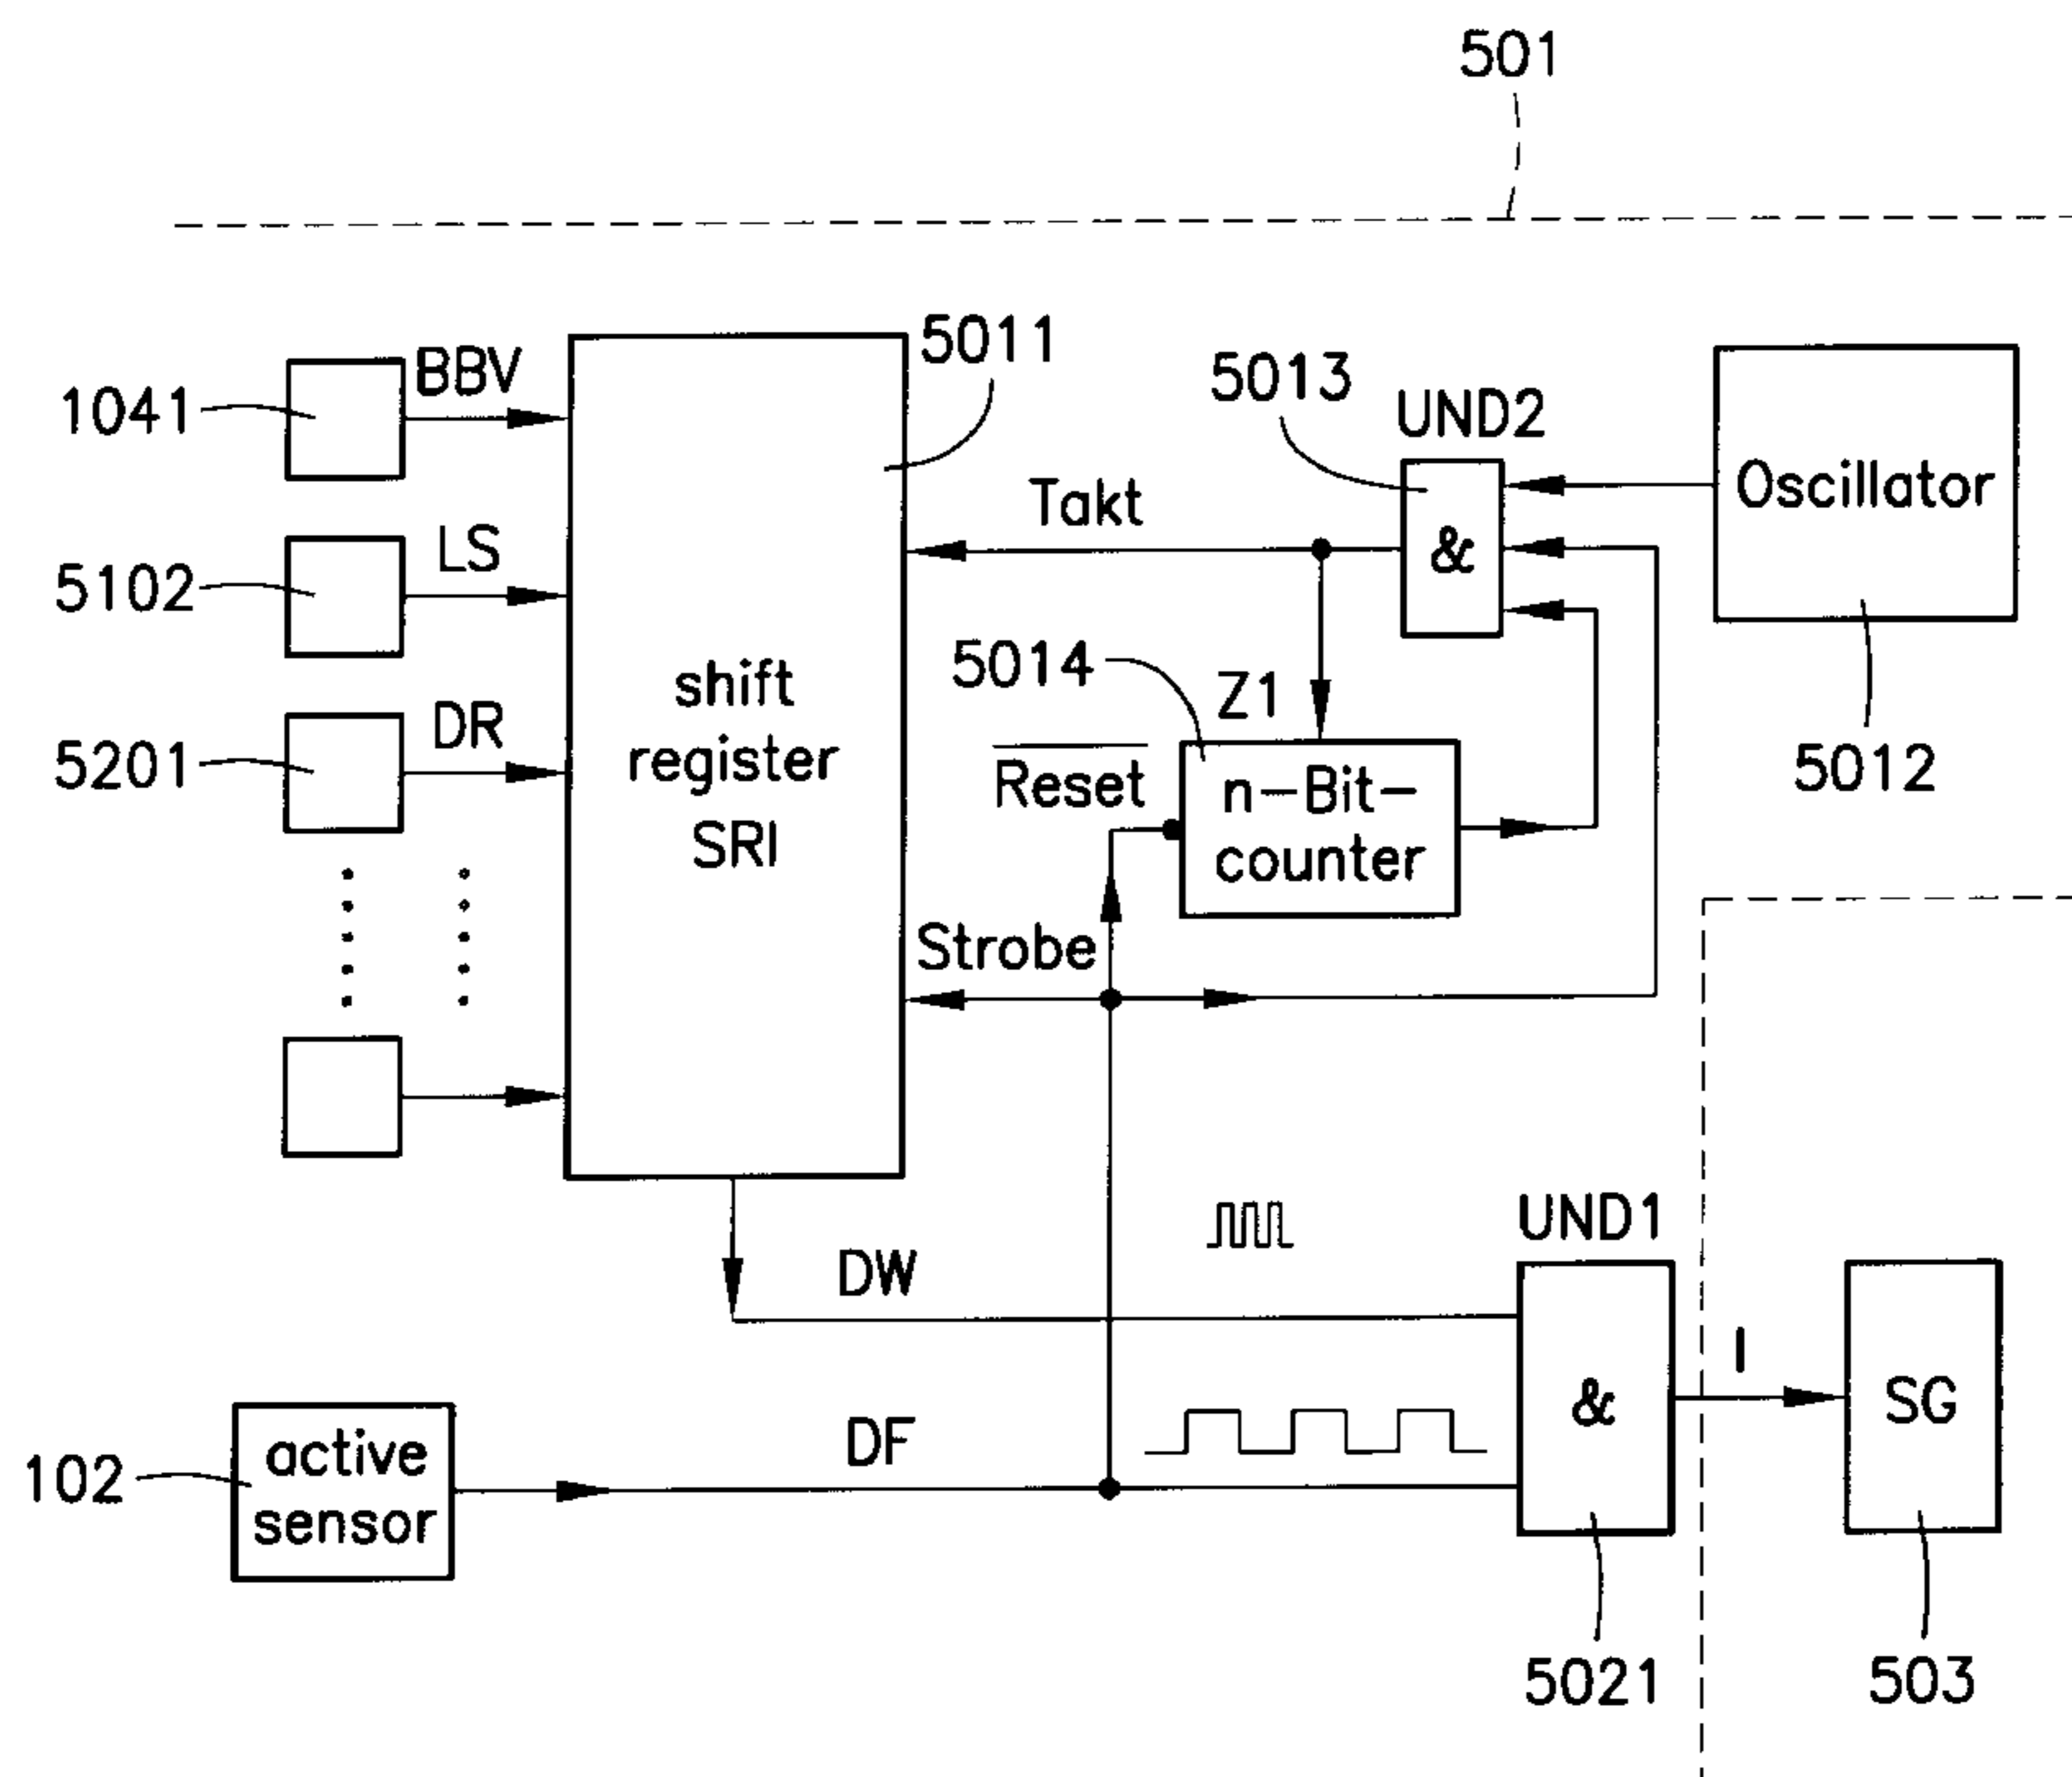 501
1041
BBV
5011
5013
UND2
Oscillator
&
Takt
5102
LS
5014
Z1
5201
DR
shift
register
SRI
Reset
n-Bit-
counter
5012
Strobe
DW
UND1
&
I
SG
102
active
sensor
DF
5021
503